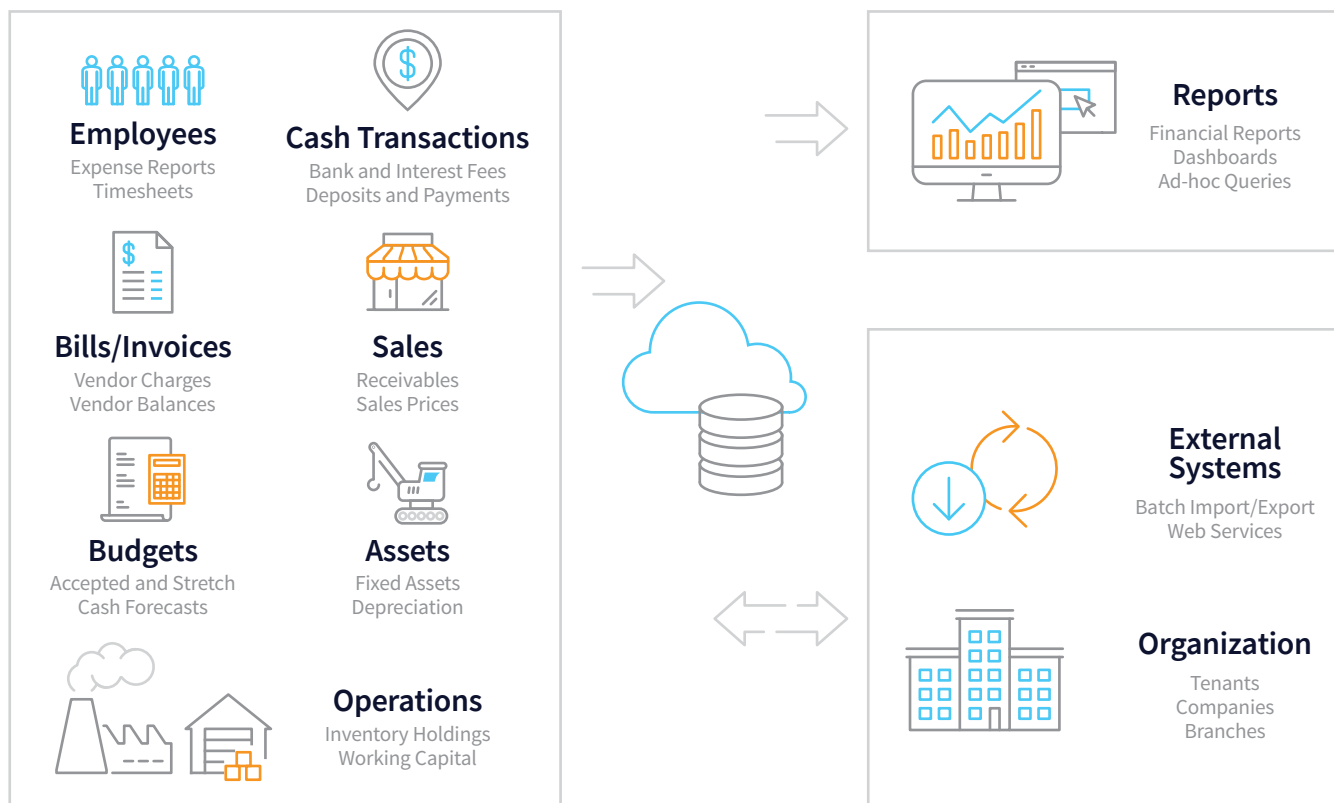 Employees
Expense Reports
Timesheets
Cash Transactions
Bank and Interest Fees
Deposits and Payments
Bills/Invoices
Vendor Charges
Vendor Balances
Sales
Receivables
Sales Prices
Budgets
Accepted and Stretch
Cash Forecasts
Assets
Fixed Assets
Depreciation
Operations
Inventory Holdings
Working Capital
Reports
Financial Reports
Dashboards
Ad-hoc Queries
External
Systems
Batch Import/Export
Web Services
Organization
Tenants
Companies
Branches